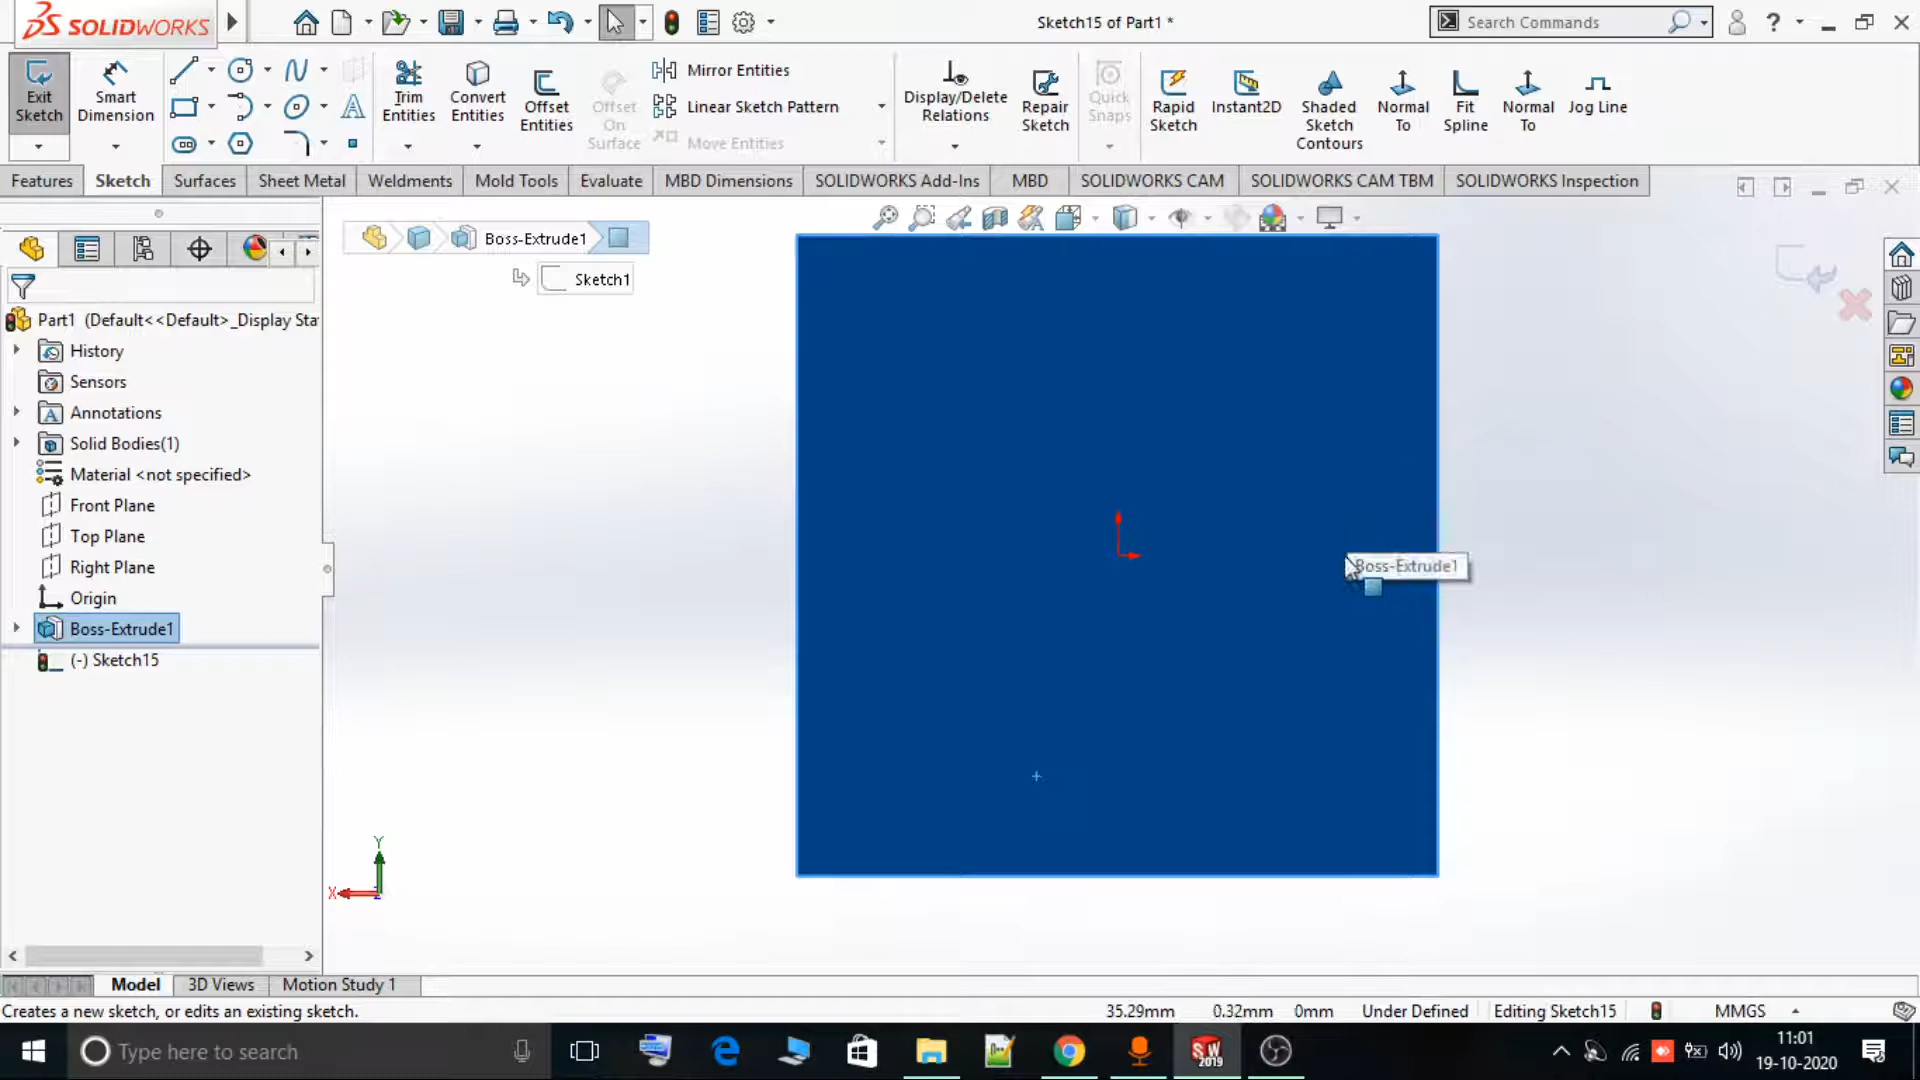 SOLIDWORKS
Sketch15 of Part1 *
Search Commands
Exit Sketch
Smart Dimension
Trim Entities
Convert Entities
Offset Entities
Offset On Surface
Mirror Entities
Linear Sketch Pattern
Move Entities
Display/Delete Relations
Repair Sketch
Quick Snaps
Rapid Sketch
Instant2D
Shaded Sketch Contours
Normal To
Fit Spline
Normal To
Jog Line
Features
Sketch
Surfaces
Sheet Metal
Weldments
Mold Tools
Evaluate
MBD Dimensions
SOLIDWORKS Add-Ins
MBD
SOLIDWORKS CAM
SOLIDWORKS CAM TBM
SOLIDWORKS Inspection
Boss-Extrude1
Sketch1
Part1 (Default<<Default>_Display Sta
History
Sensors
Annotations
Solid Bodies(1)
Material <not specified>
Front Plane
Top Plane
Right Plane
Origin
Boss-Extrude1
(-) Sketch15
Boss-Extrude1
Y
X
Z
Model
3D Views
Motion Study 1
Creates a new sketch, or edits an existing sketch.
35.29mm
0.32mm
0mm
Under Defined
Editing Sketch15
MMGS
Type here to search
SW
2019
11:01
19-10-2020